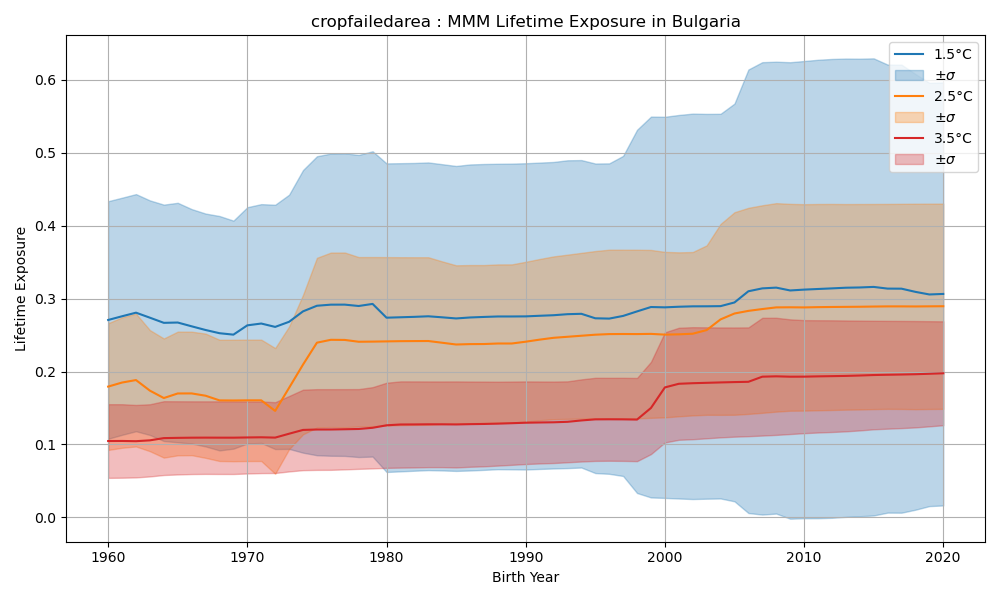 cropfailedarea : MMM Lifetime Exposure in Bulgaria
1.5°C
±σ
2.5°C
±σ
3.5°C
±σ
Lifetime Exposure
0.6
0.5
0.4
0.3
0.2
0.1
0.0
1960 1970 1980 1990 2000 2010 2020
Birth Year